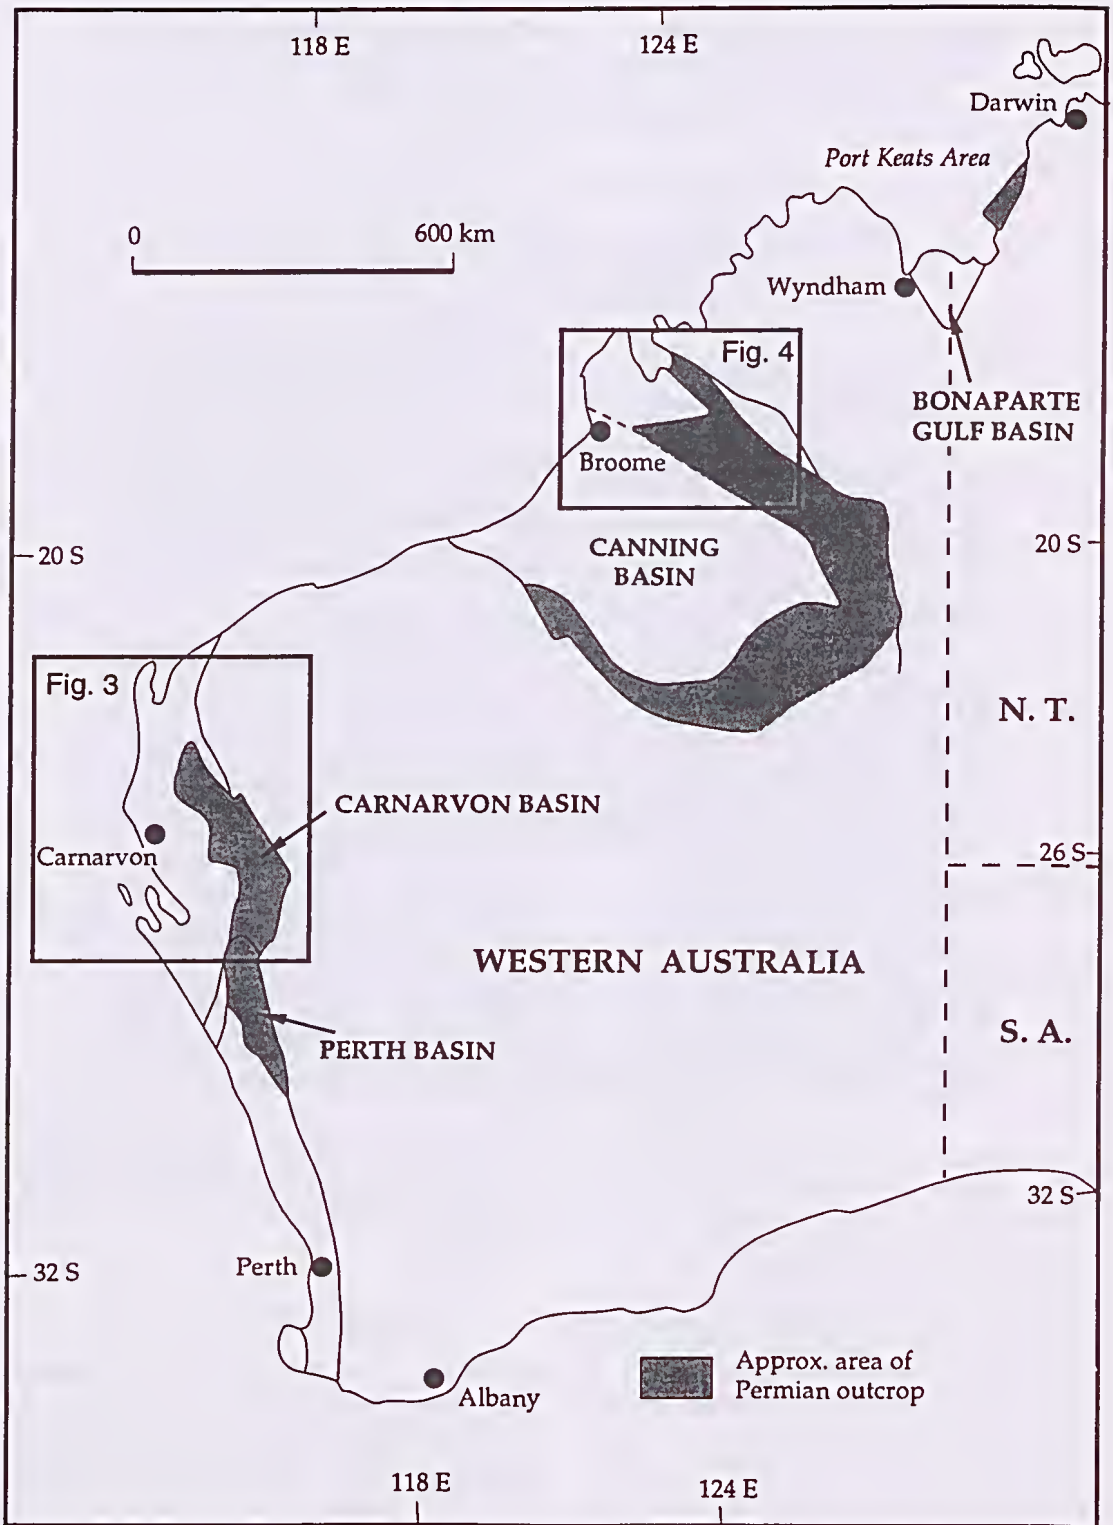 118 E
124 E
Darwin
Port Keats Area
0
600 km
Wyndham
Fig. 4
BONAPARTE
GULF BASIN
Broome
20 S
CANNING
BASIN
20 S
Fig. 3
N. T.
CARNARVON BASIN
Carnarvon
26 S
WESTERN AUSTRALIA
S. A.
PERTH BASIN
32 S
Perth
32 S
Approx. area of
Permian outcrop
Albany
118 E
124 E